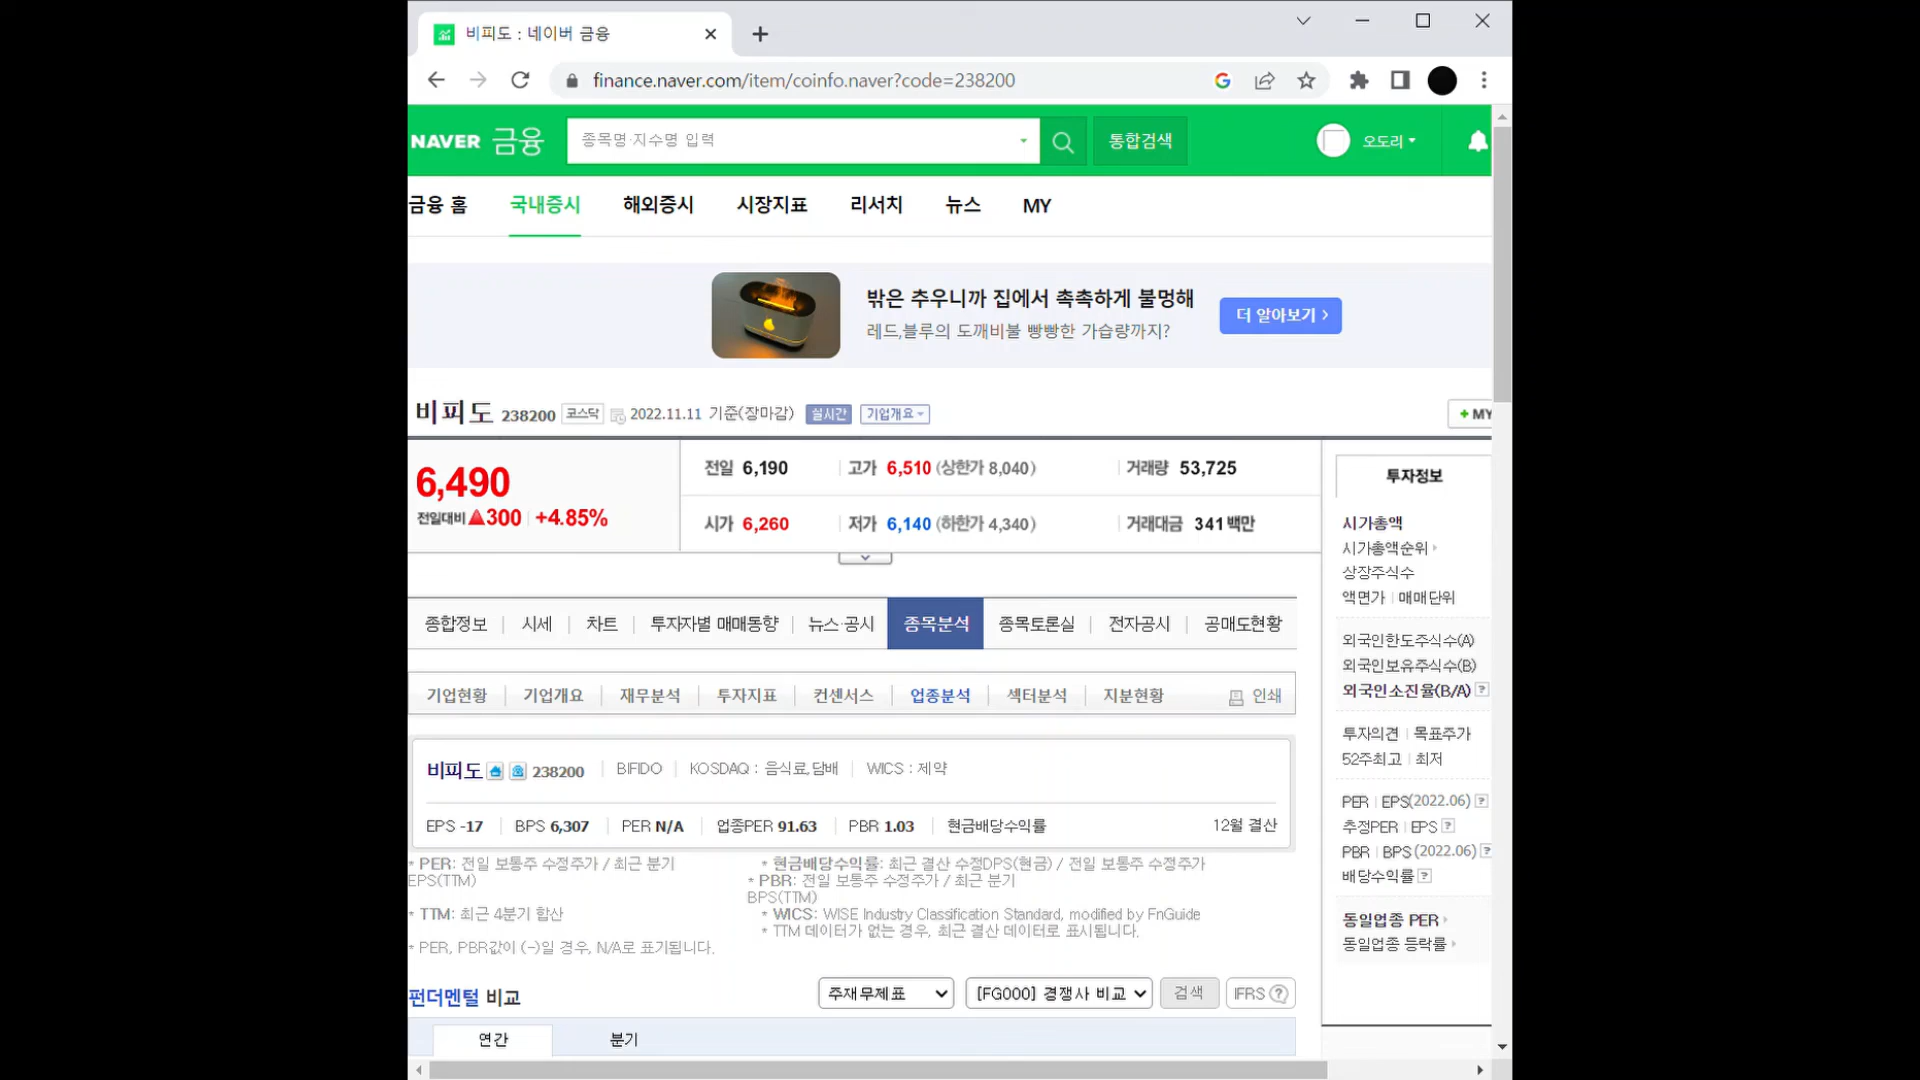 비피도 : 네이버 금융
finance.naver.com/item/coinfo.naver?code=238200
NAVER 금융 종목명·지수명 입력 통합검색 오도리
금융 홈 국내증시 해외증시 시장지표 리서치 뉴스 MY
밖은 추우니까 집에서 촉촉하게 불멍해
레드,블루의 도깨비불 빵빵한 가습량까지?
더 알아보기 >
비피도 238200 코스닥 2022.11.11 기준(장마감) 실시간 기업개요
+ MY
6,490
전일대비 ▲300 +4.85%
전일 6,190 고가 6,510 (상한가 8,040) 거래량 53,725
시가 6,260 저가 6,140 (하한가 4,340) 거래대금 341백만
종합정보 시세 차트 투자자별 매매동향 뉴스·공시 종목분석 종목토론실 전자공시 공매도현황
기업현황 기업개요 재무분석 투자지표 컨센서스 업종분석 섹터분석 지분현황 인쇄
비피도 238200 BIFIDO KOSDAQ : 음식료,담배 WICS : 제약
EPS -17 BPS 6,307 PER N/A 업종PER 91.63 PBR 1.03 현금배당수익률 12월 결산
* PER: 전일 보통주 수정주가 / 최근 분기
EPS(TTM)
* TTM: 최근 4분기 합산
* PER, PBR값이 (-)일 경우, N/A로 표기됩니다.
* 현금배당수익률: 최근 결산 수정DPS(현금) / 전일 보통주 수정주가
* PBR: 전일 보통주 수정주가 / 최근 분기
BPS(TTM)
* WICS: WISE Industry Classification Standard, modified by FnGuide
* TTM 데이터가 없는 경우, 최근 결산 데이터로 표시됩니다.
펀더멘털 비교 주재무제표 [FG000] 경쟁사 비교 검색 IFRS ?
연간 분기
투자정보
시가총액
시가총액순위
상장주식수
액면가 | 매매단위
외국인한도주식수(A)
외국인보유주식수(B)
외국인소진율(B/A) ?
투자의견 | 목표주가
52주최고 | 최저
PER | EPS(2022.06) ?
추정PER | EPS ?
PBR | BPS (2022.06) ?
배당수익률 ?
동일업종 PER
동일업종 등락률